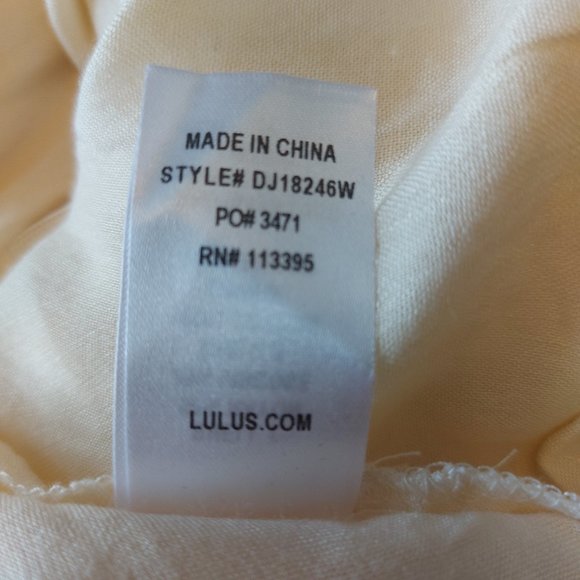 MADE IN CHINA
STYLE# DJ18246W
PO# 3471
RN# 113395
LULUS.COM